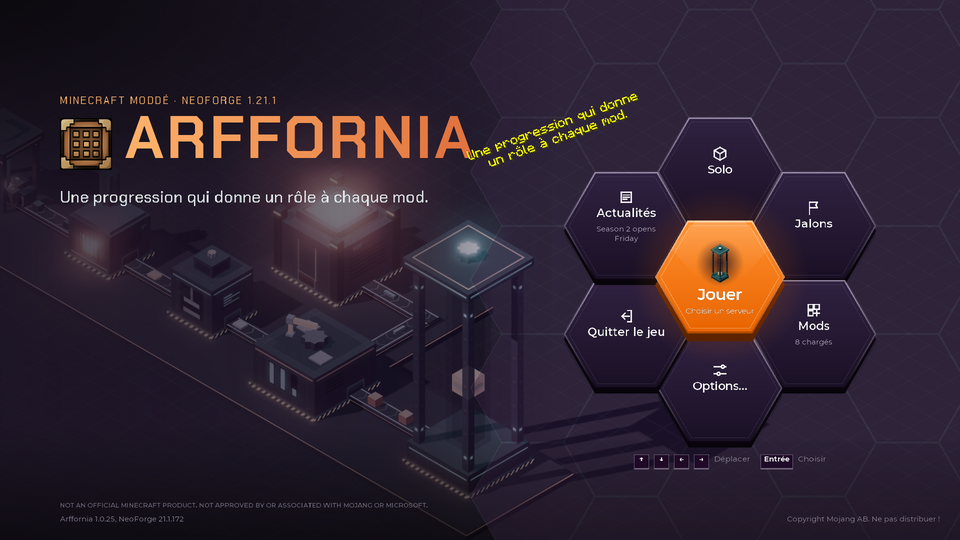 MINECRAFT MODDÉ · NEOFORGE 1.21.1
ARFFORNIA
Une progression qui donne un rôle à chaque mod.
Une progression qui donne
un rôle à chaque mod.
Solo
Actualités
Season 2 opens
Friday
Jalons
Jouer
Choisir un serveur
Quitter le jeu
Mods
8 chargés
Options...
Déplacer
Entrée
Choisir
NOT AN OFFICIAL MINECRAFT PRODUCT. NOT APPROVED BY OR ASSOCIATED WITH MOJANG OR MICROSOFT.
Arffornia 1.0.25, NeoForge 21.1.172
Copyright Mojang AB. Ne pas distribuer !